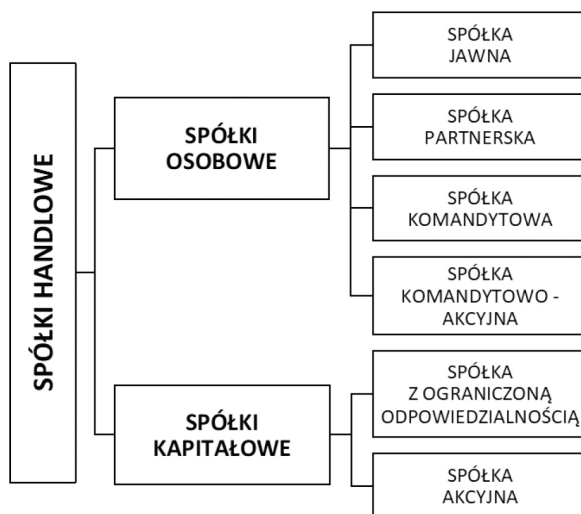 SPÓŁKI HANDLOWE
SPÓŁKI
OSOBOWE
SPÓŁKA
JAWNA
SPÓŁKA
PARTNERSKA
SPÓŁKA
KOMANDYTOWA
SPÓŁKA
KOMANDYTOWO -
AKCYJNA
SPÓŁKI
KAPITAŁOWE
SPÓŁKA
Z OGRANICZONĄ
ODPOWIEDZIALNOŚCIĄ
SPÓŁKA
AKCYJNA